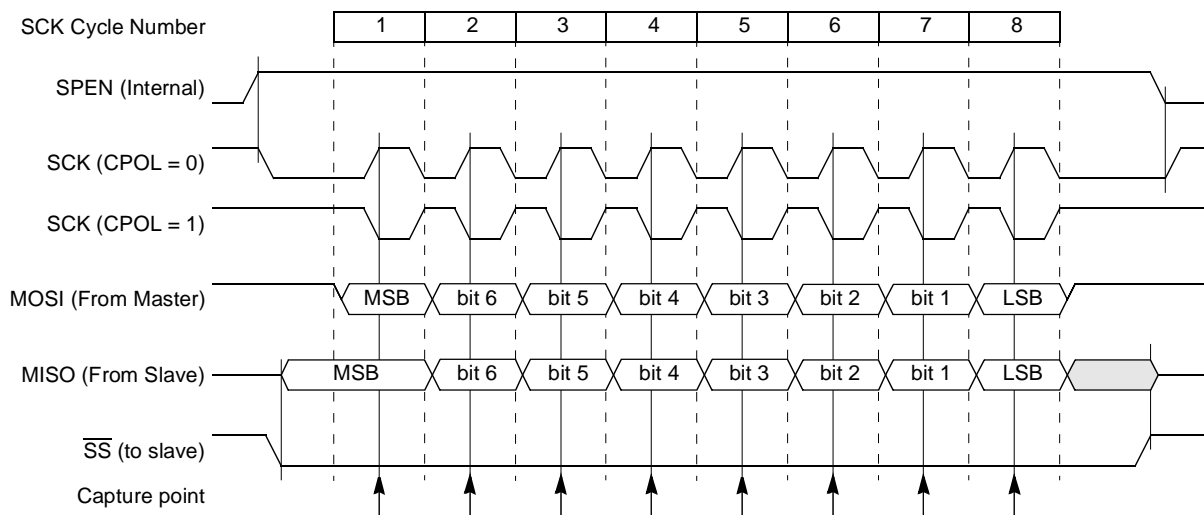 SCK Cycle Number 1 2 3 4 5 6 7 8
SPEN (Internal)
SCK (CPOL = 0)
SCK (CPOL = 1)
MOSI (From Master) MSB bit 6 bit 5 bit 4 bit 3 bit 2 bit 1 LSB
MISO (From Slave) MSB bit 6 bit 5 bit 4 bit 3 bit 2 bit 1 LSB
SS (to slave)
Capture point